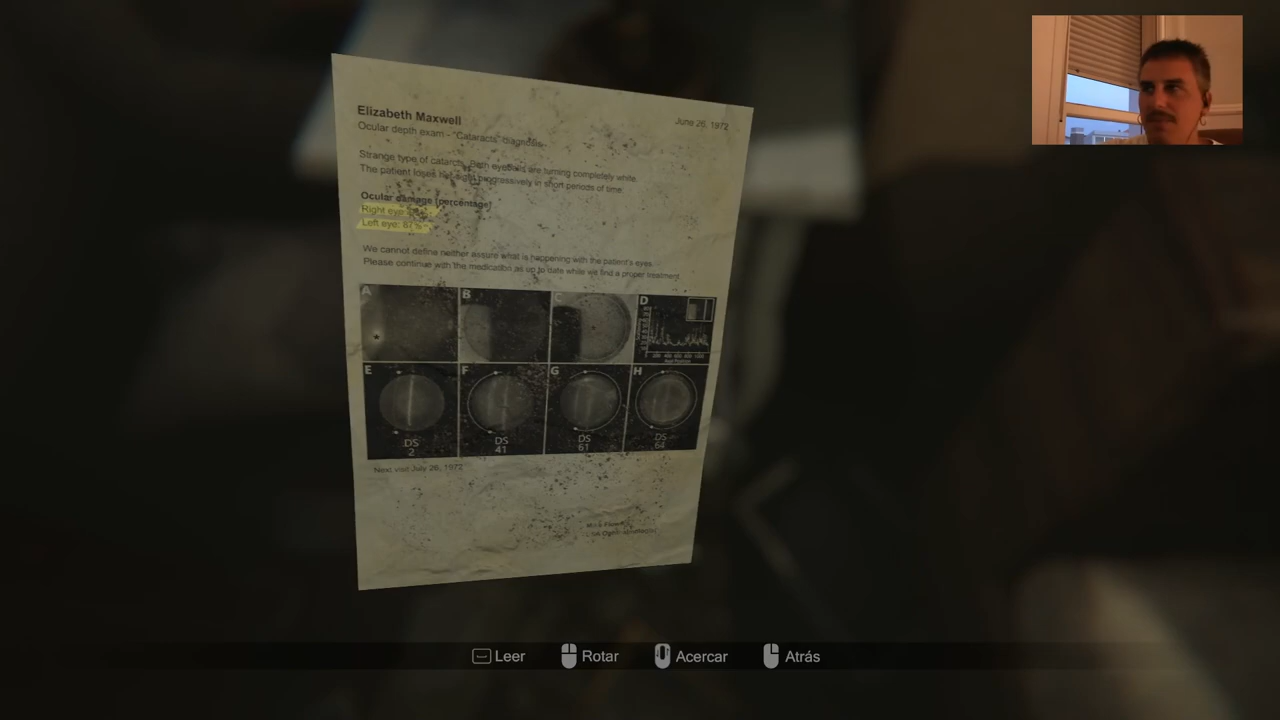 Elizabeth Maxwell
June 26, 1972
Ocular depth exam - "Cataracts" diagnosis.
Strange type of cataracts. Both eyeballs are turning completely white.
The patient loses her sight progressively in short periods of time.
Ocular damage (percentage)
Right eye:
Left eye: 87%
We cannot define neither assure what is happening with the patient's eyes...
Please continue with the medication as up to date while we find a proper treatment.
A B C D
E F G H
DS DS DS DS
2 41 61 64
Next visit July 26, 1972
Leer Rotar Acercar Atrás